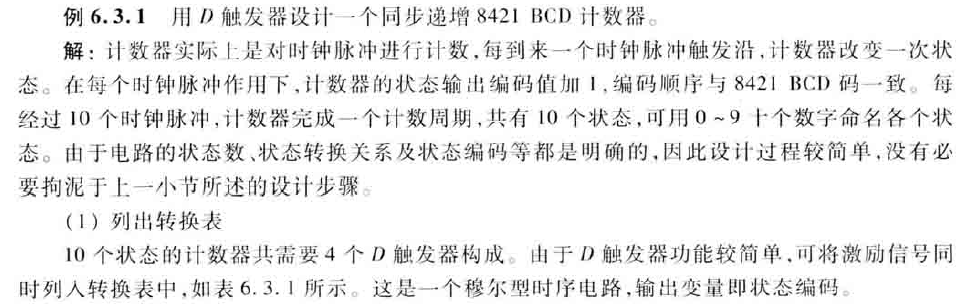 例 6.3.1 用 D 触发器设计一个同步递增 8421 BCD 计数器。
解：计数器实际上是对时钟脉冲进行计数,每到来一个时钟脉冲触发沿,计数器改变一次状
态。在每个时钟脉冲作用下,计数器的状态输出编码值加 1,编码顺序与 8421 BCD 码一致。每
经过 10 个时钟脉冲,计数器完成一个计数周期,共有 10 个状态,可用 0~9 十个数字命名各个状
态。由于电路的状态数、状态转换关系及状态编码等都是明确的,因此设计过程较简单,没有必
要拘泥于上一小节所述的设计步骤。
(1) 列出转换表
10 个状态的计数器共需要 4 个 D 触发器构成。由于 D 触发器功能较简单,可将激励信号同
时列入转换表中,如表 6.3.1 所示。这是一个穆尔型时序电路,输出变量即状态编码。